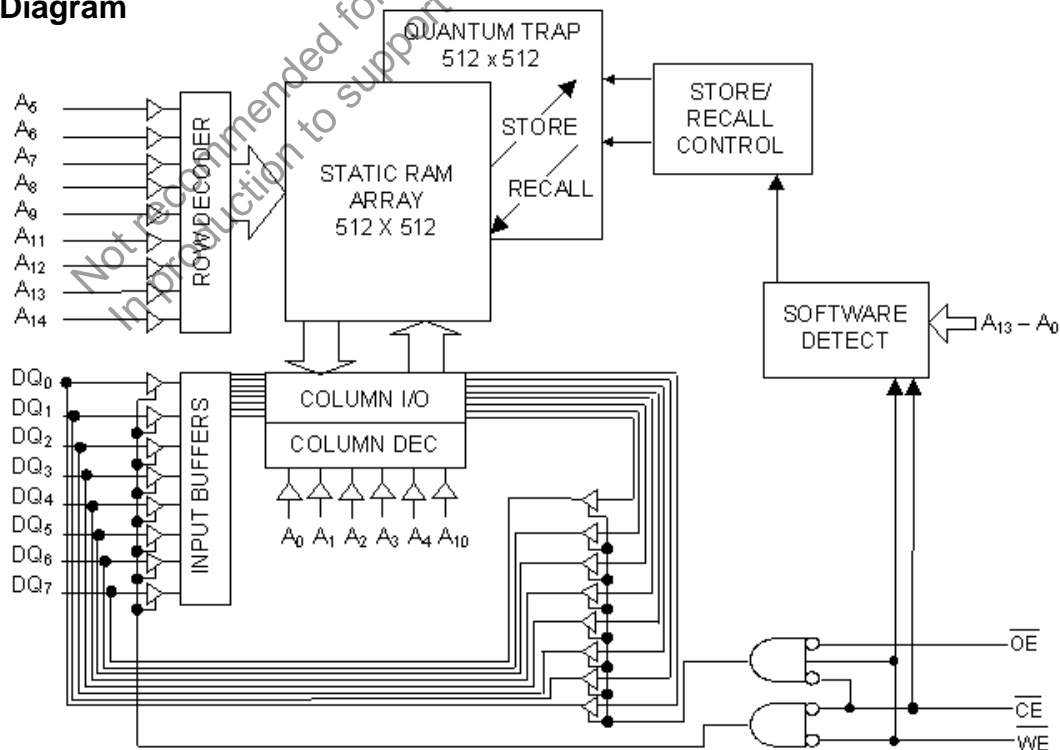 Diagram
Not recommended for
In production to support
QUANTUM TRAP
512 x 512
STORE
RECALL
STORE/
RECALL
CONTROL
A5
A6
A7
A8
A9
A11
A12
A13
A14
ROW DECODER
STATIC RAM
ARRAY
512 X 512
SOFTWARE
DETECT
A13 – A0
DQ0
DQ1
DQ2
DQ3
DQ4
DQ5
DQ6
DQ7
INPUT BUFFERS
COLUMN I/O
COLUMN DEC
A0 A1 A2 A3 A4 A10
OE
CE
WE